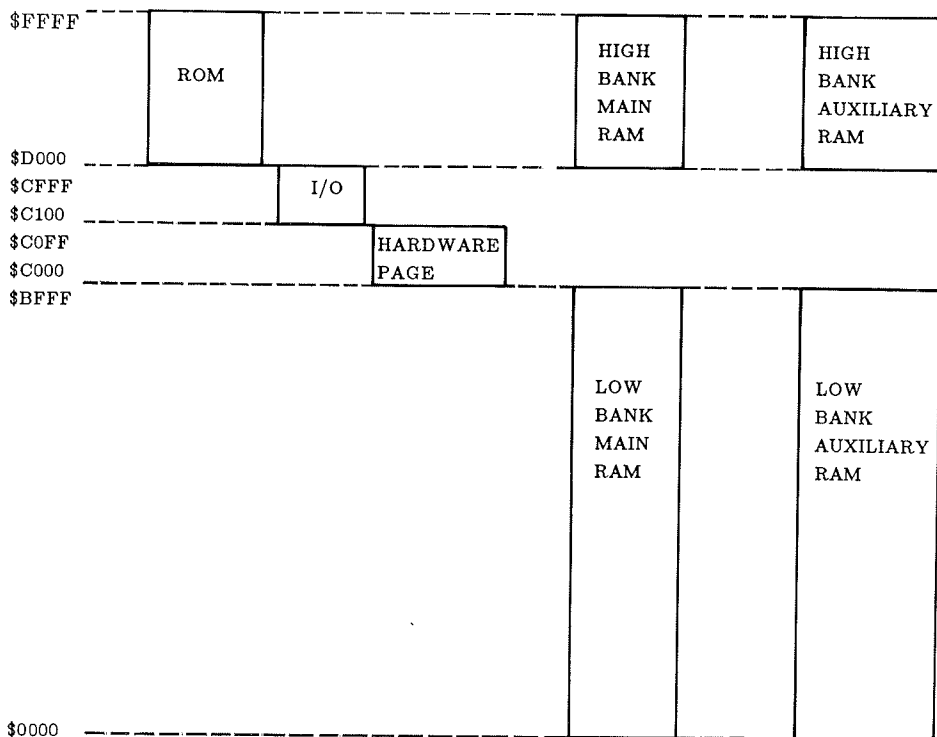 $FFFF
ROM
HIGH
BANK
MAIN
RAM
HIGH
BANK
AUXILIARY
RAM
$D000
$CFFF
I/O
$C100
$C0FF
HARDWARE
PAGE
$C000
$BFFF
LOW
BANK
MAIN
RAM
LOW
BANK
AUXILIARY
RAM
$0000